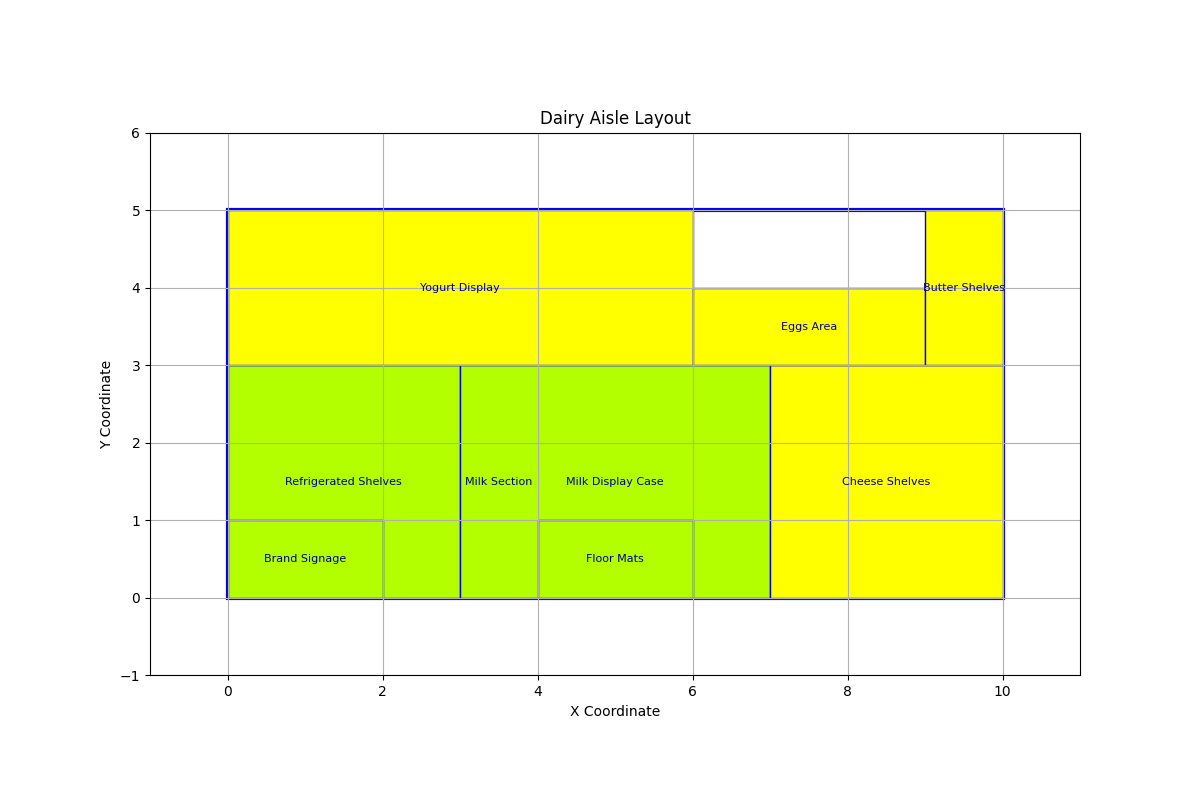 Dairy Aisle Layout
6
5
4
3
2
1
0
−1
Y Coordinate
Yogurt Display
Butter Shelves
Eggs Area
Refrigerated Shelves
Milk Section
Milk Display Case
Cheese Shelves
Brand Signage
Floor Mats
0
2
4
6
8
10
X Coordinate